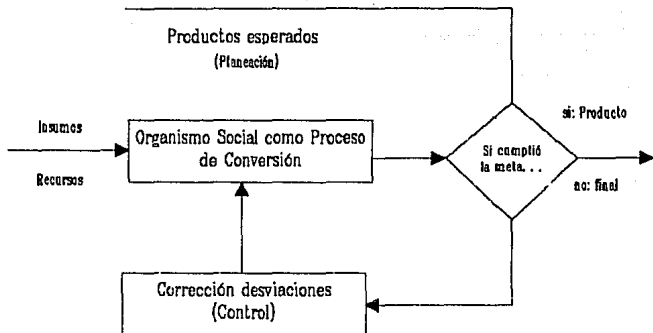 Productos esperados
(Planeación)
Insumos
Recursos
Organismo Social como Proceso
de Conversión
Si cumplió
la meta...
si: Producto
no: final
Corrección desviaciones
(Control)